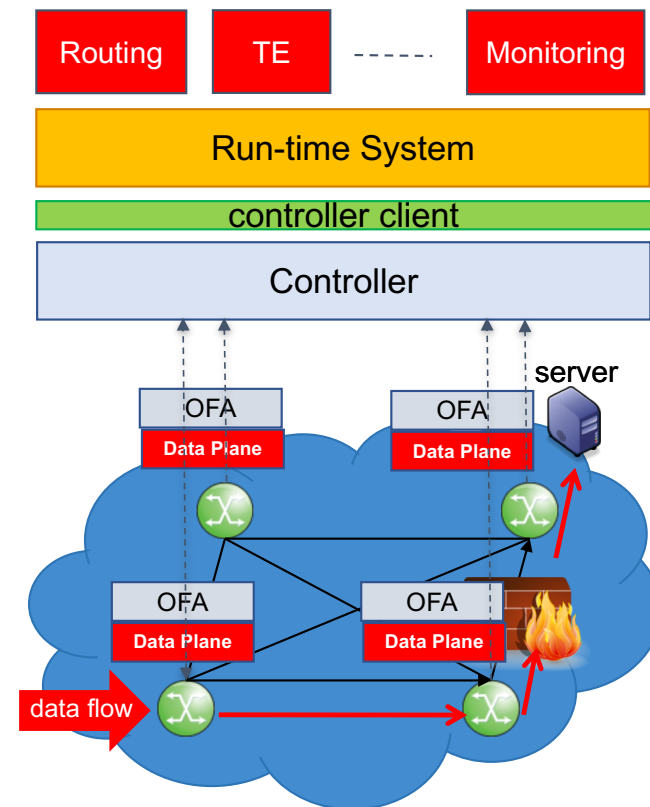 Routing
TE
Monitoring
Run-time System
controller client
Controller
server
OFA
OFA
Data Plane
Data Plane
OFA
OFA
Data Plane
Data Plane
data flow